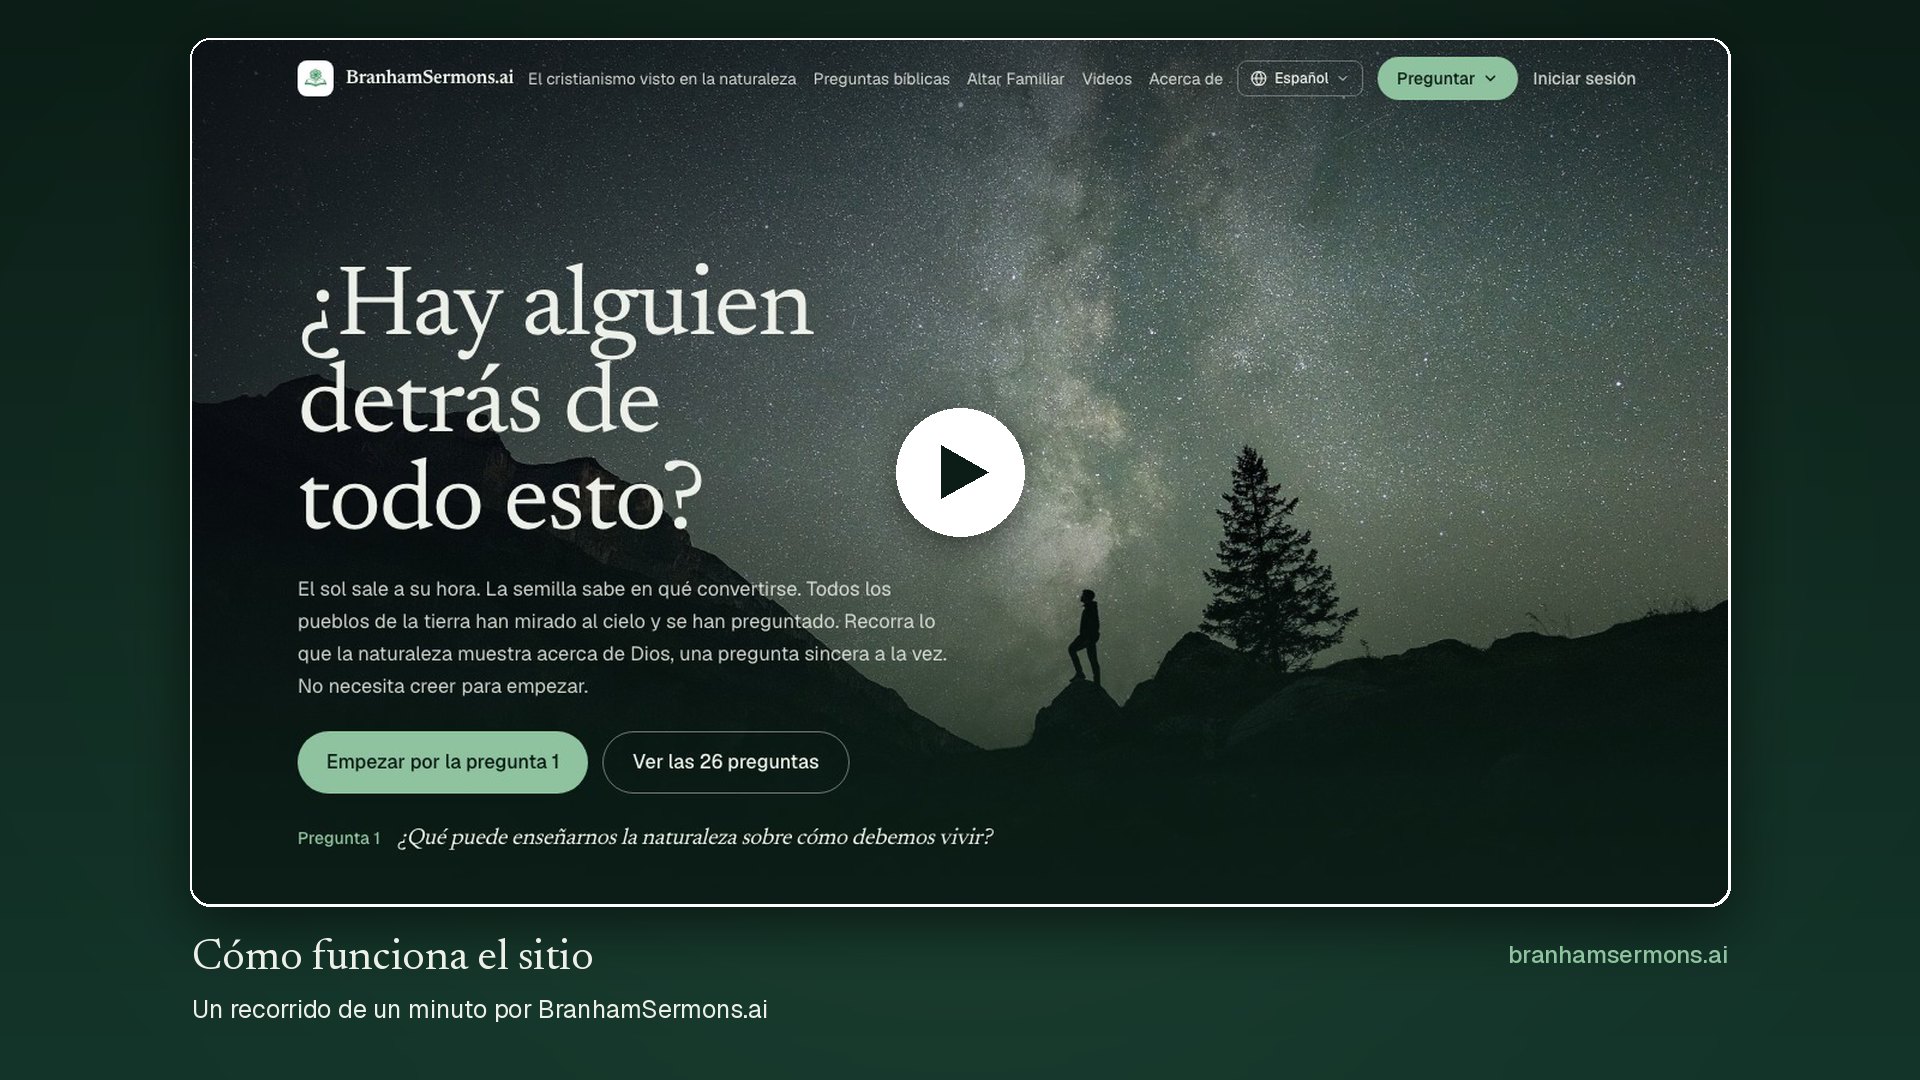 BranhamSermons.ai El cristianismo visto en la naturaleza Preguntas bíblicas Altar Familiar Videos Acerca de Español Preguntar Iniciar sesión
¿Hay alguien
detrás de
todo esto?
El sol sale a su hora. La semilla sabe en qué convertirse. Todos los
pueblos de la tierra han mirado al cielo y se han preguntado. Recorra lo
que la naturaleza muestra acerca de Dios, una pregunta sincera a la vez.
No necesita creer para empezar.
Empezar por la pregunta 1 Ver las 26 preguntas
Pregunta 1 ¿Qué puede enseñarnos la naturaleza sobre cómo debemos vivir?
Cómo funciona el sitio
branhamsermons.ai
Un recorrido de un minuto por BranhamSermons.ai